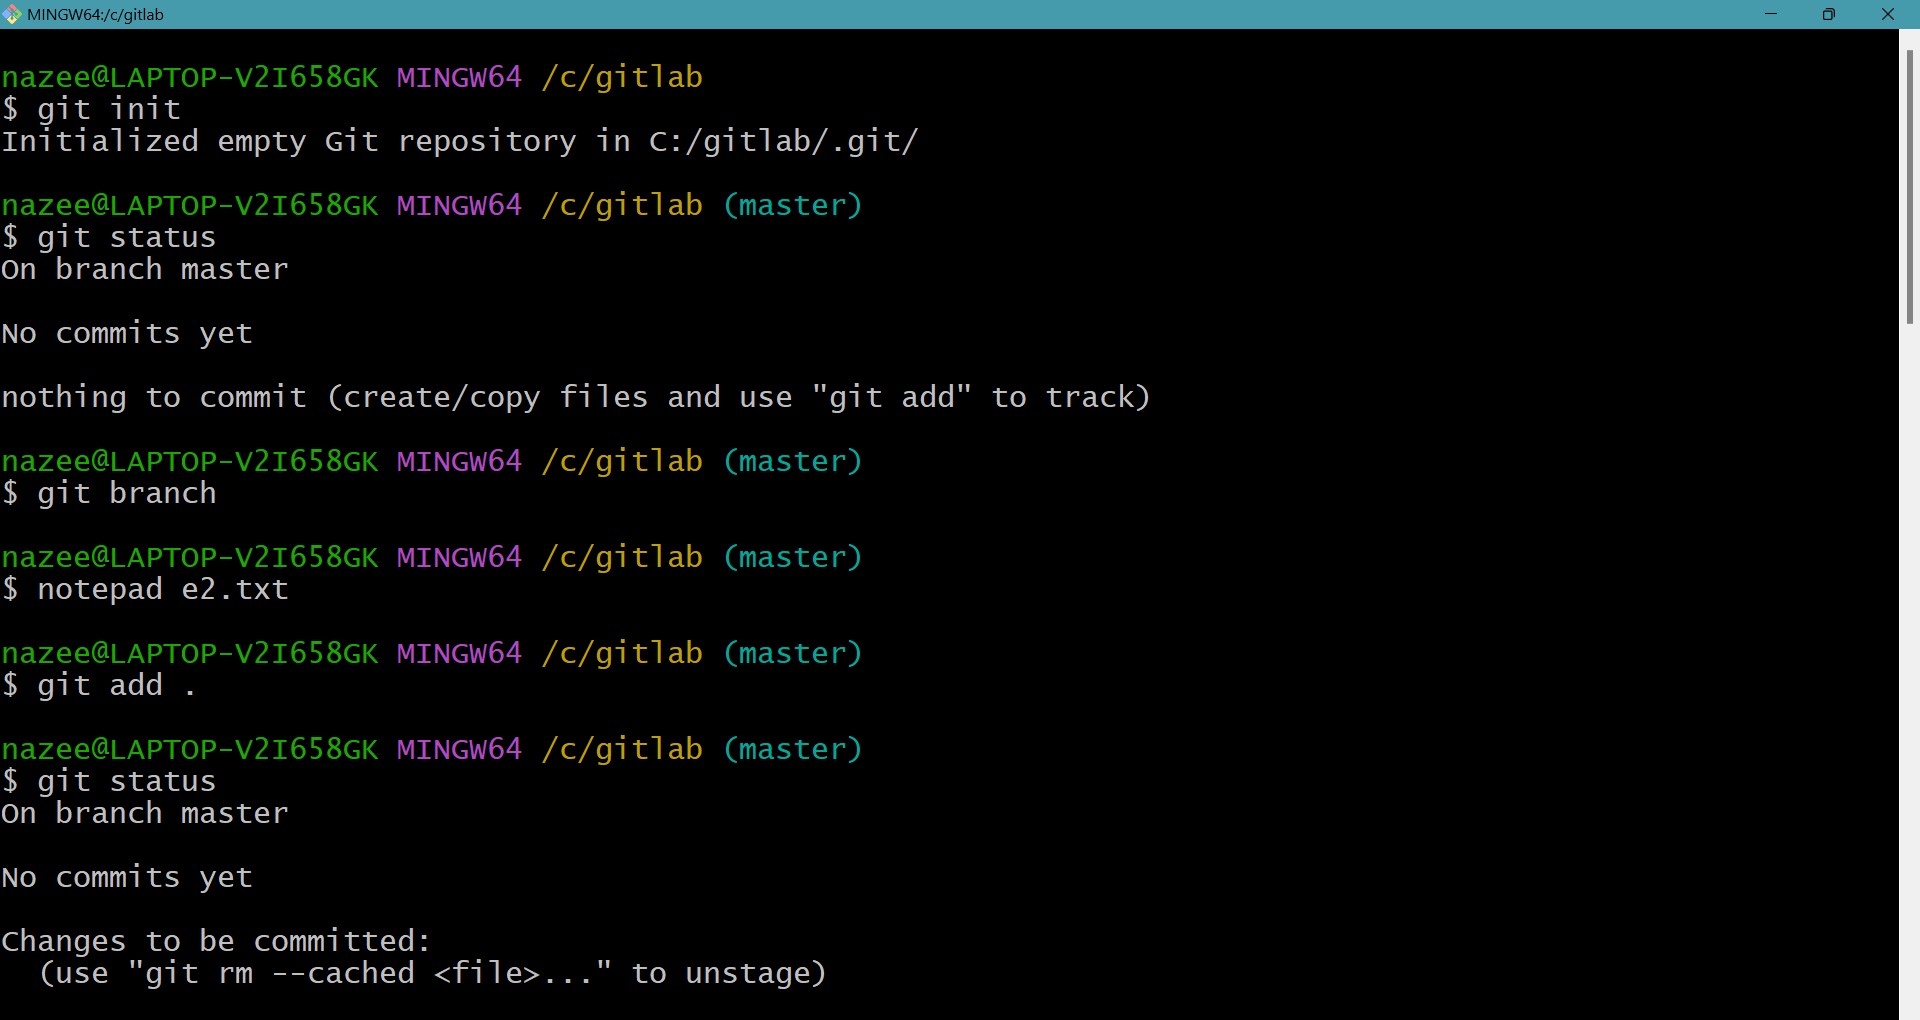 MINGW64:/c/gitlab
nazee@LAPTOP-V2I658GK MINGW64 /c/gitlab
$ git init
Initialized empty Git repository in C:/gitlab/.git/
nazee@LAPTOP-V2I658GK MINGW64 /c/gitlab (master)
$ git status
On branch master
No commits yet
nothing to commit (create/copy files and use "git add" to track)
nazee@LAPTOP-V2I658GK MINGW64 /c/gitlab (master)
$ git branch
nazee@LAPTOP-V2I658GK MINGW64 /c/gitlab (master)
$ notepad e2.txt
nazee@LAPTOP-V2I658GK MINGW64 /c/gitlab (master)
$ git add .
nazee@LAPTOP-V2I658GK MINGW64 /c/gitlab (master)
$ git status
On branch master
No commits yet
Changes to be committed:
  (use "git rm --cached <file>..." to unstage)